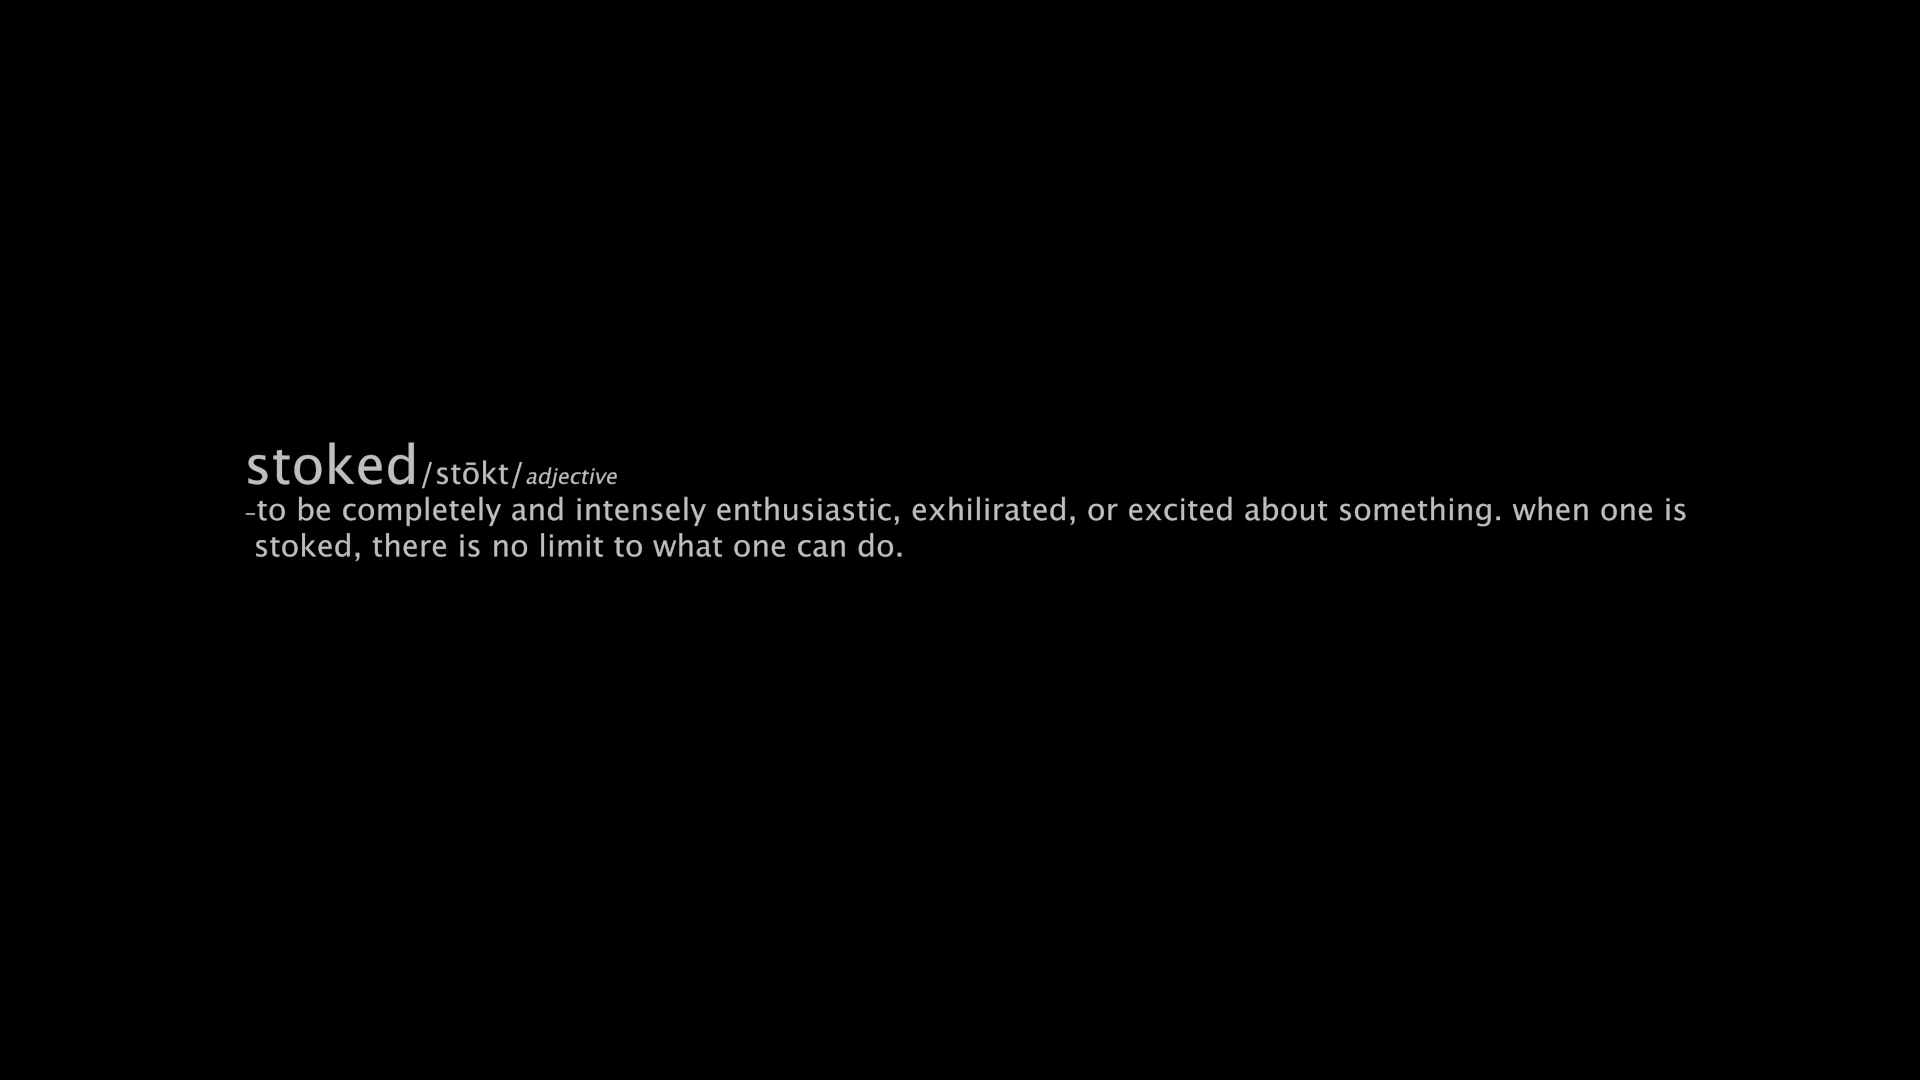 stoked/stōkt/adjective
-to be completely and intensely enthusiastic, exhilirated, or excited about something. when one is
stoked, there is no limit to what one can do.